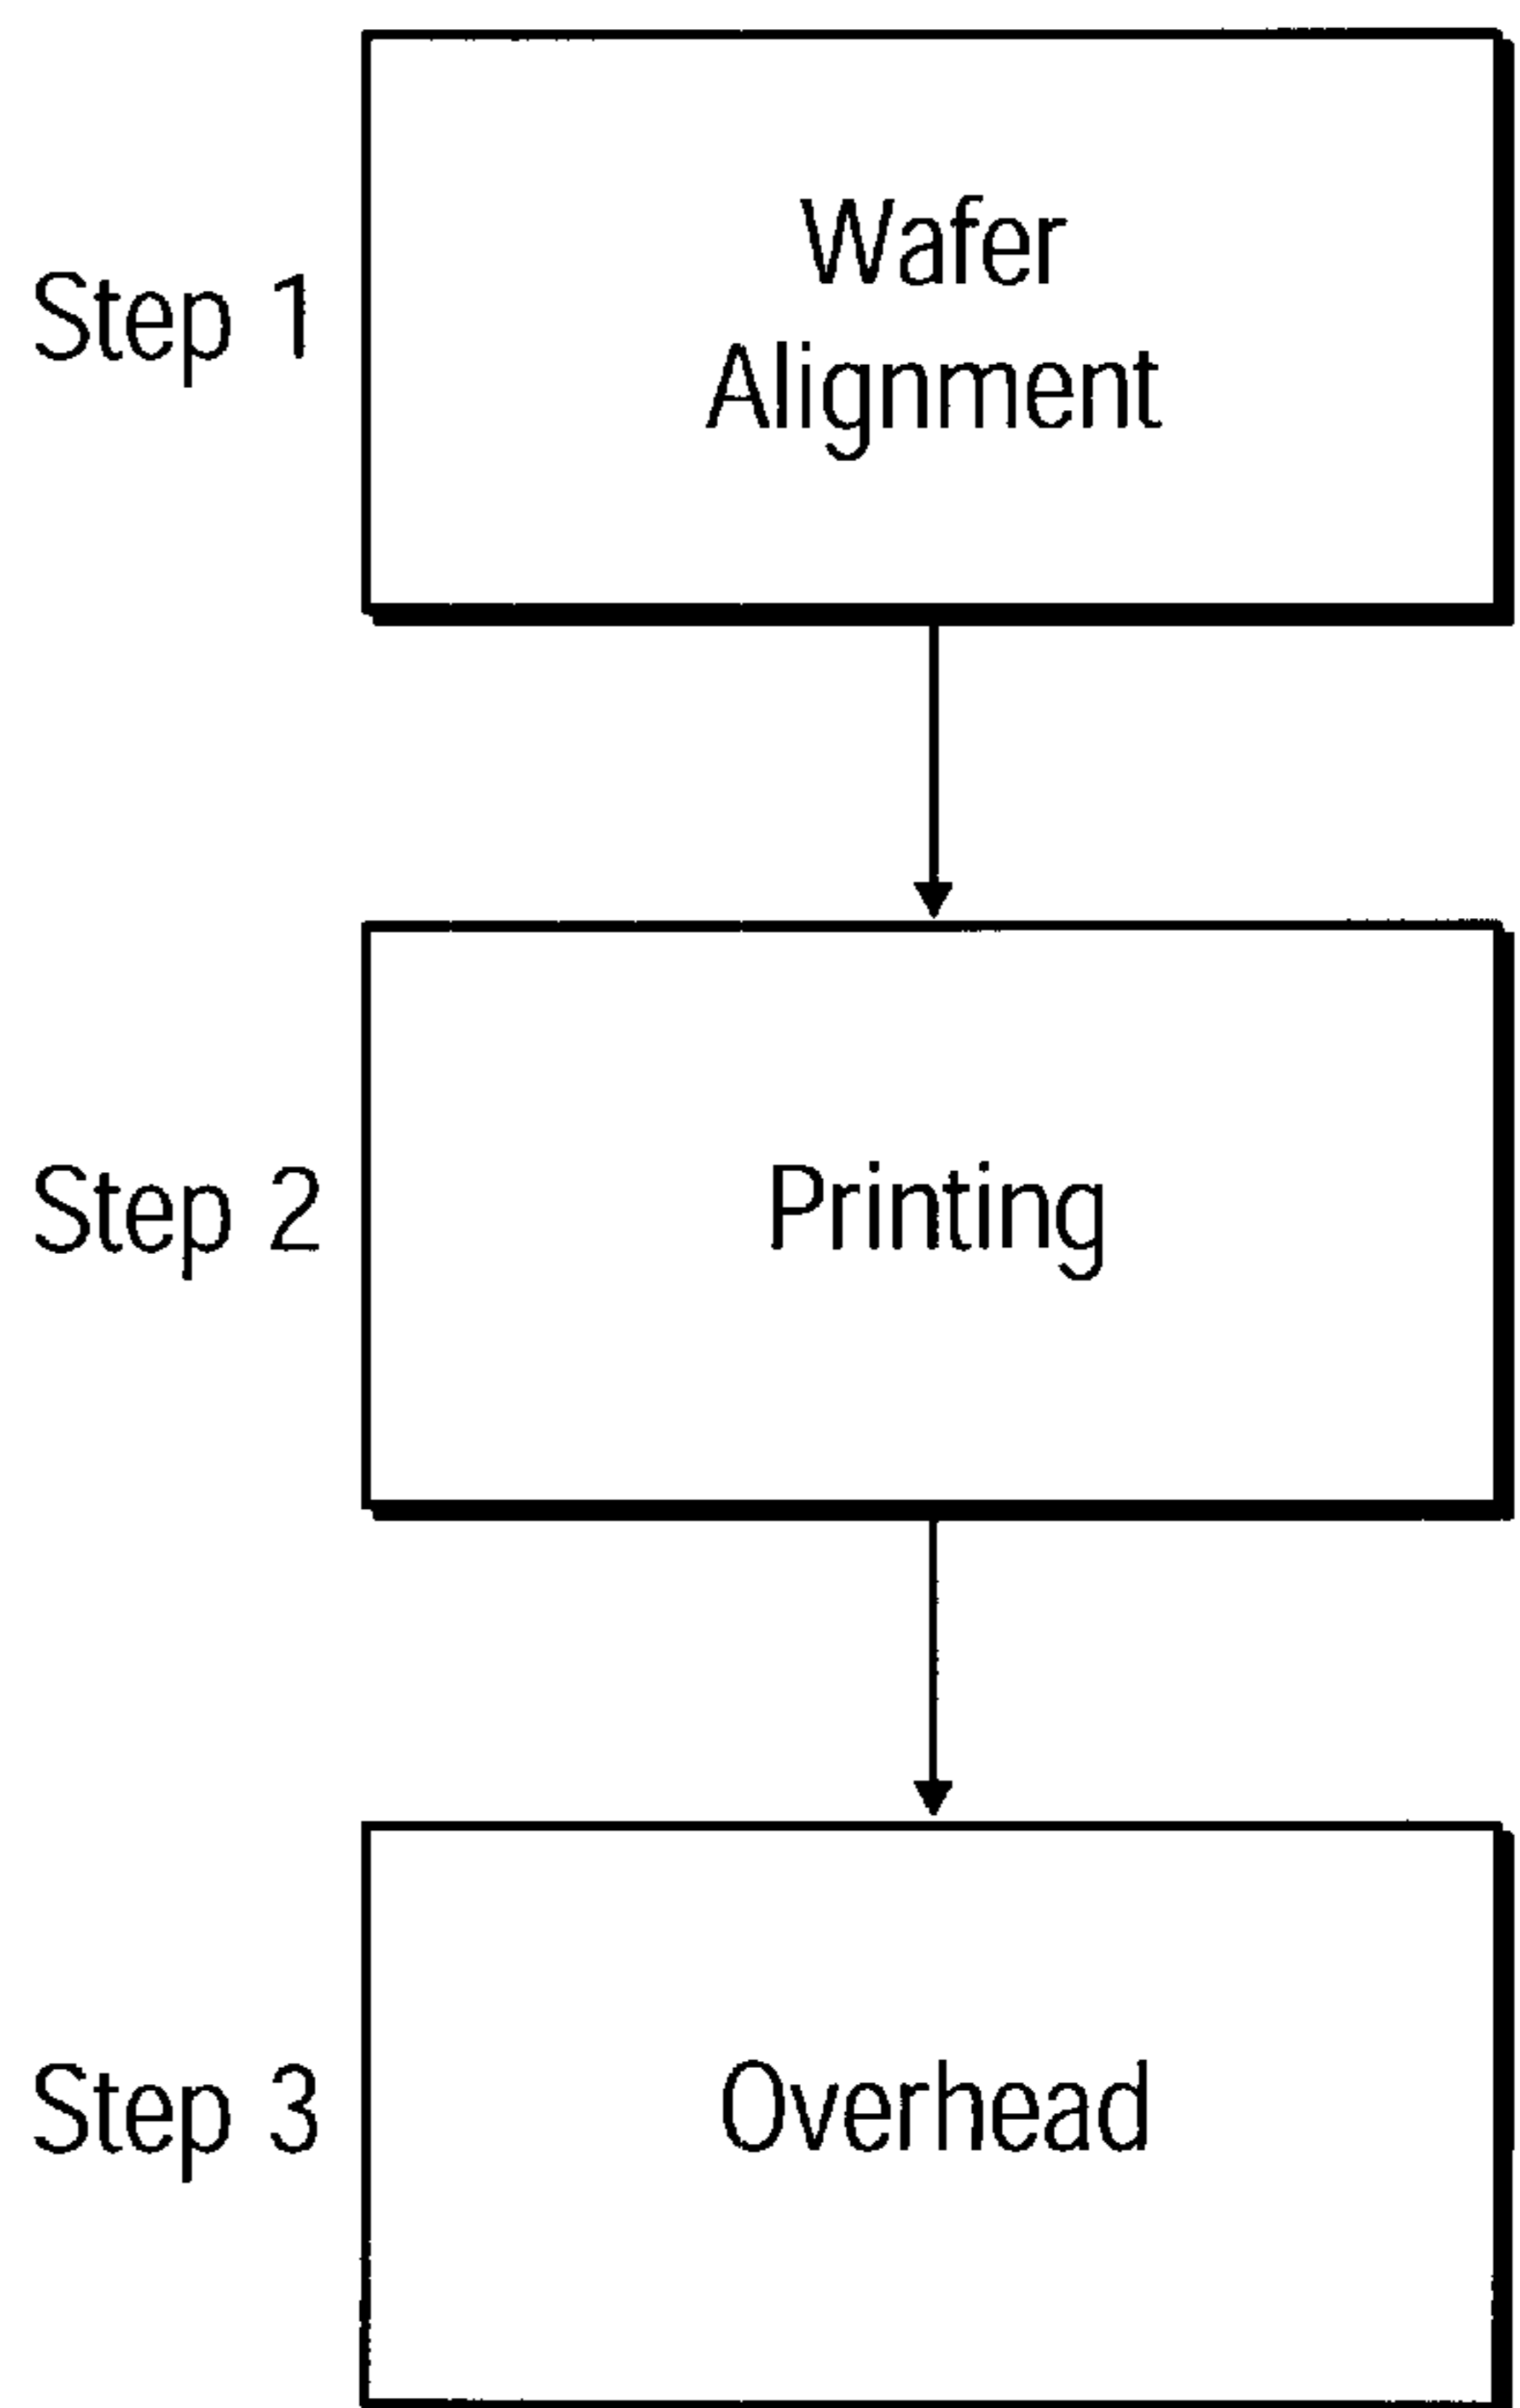 Step 1
Wafer
Alignment
Step 2
Printing
Step 3
Overhead